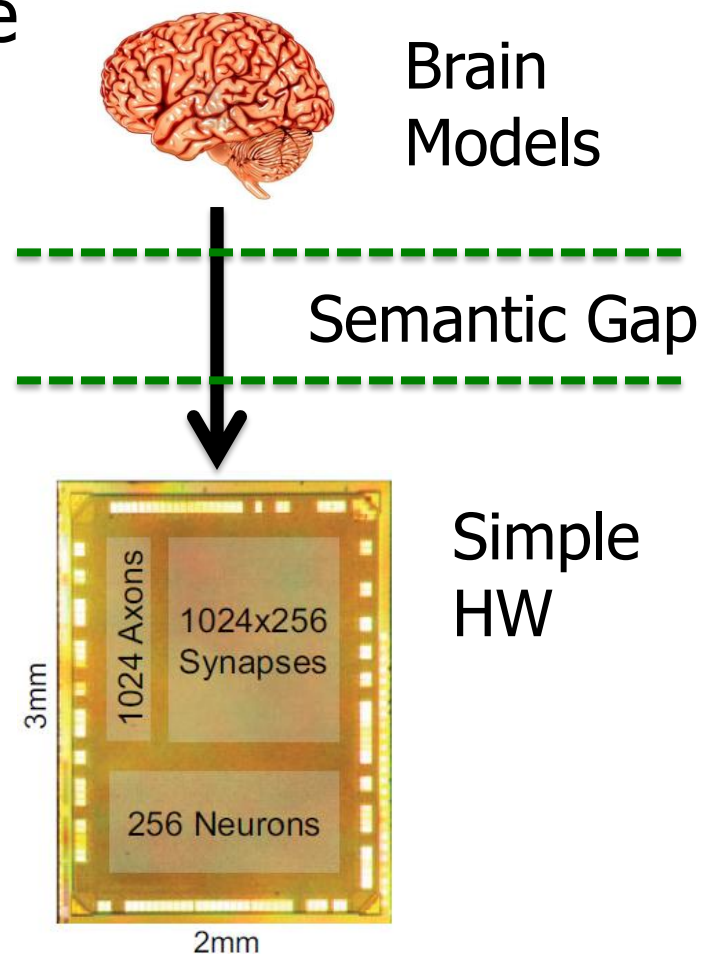 e
Brain
Models
Semantic Gap
Simple
HW
1024 Axons
1024x256
Synapses
256 Neurons
3mm
2mm